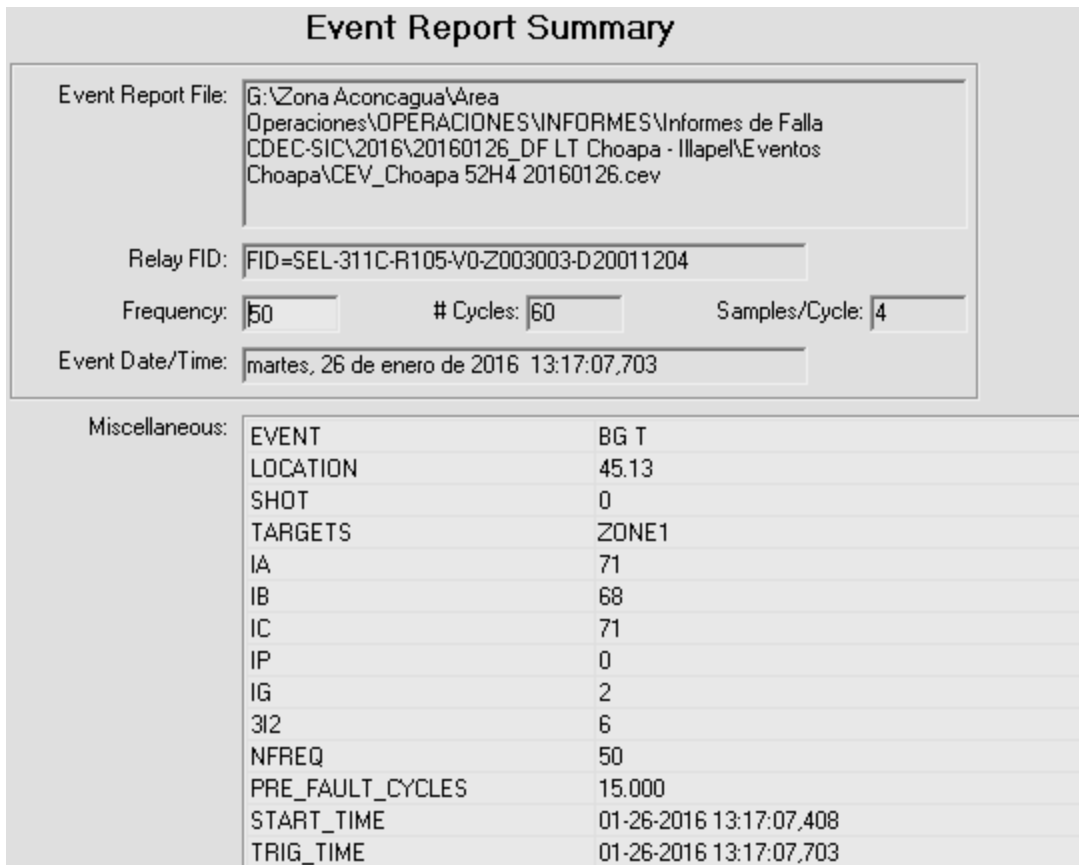 Event Report Summary
Event Report File: G:\Zona Aconcagua\Area
Operaciones\OPERACIONES\INFORMES\Informes de Falla
CDEC-SIC\2016\20160126_DF LT Choapa - Illapel\Eventos
Choapa\CEV_Choapa 52H4 20160126.cev
Relay FID: FID=SEL-311C-R105-V0-Z003003-D20011204
Frequency: 50 # Cycles: 60 Samples/Cycle: 4
Event Date/Time: martes, 26 de enero de 2016 13:17:07,703
Miscellaneous: EVENT BG T
LOCATION 45.13
SHOT 0
TARGETS ZONE1
IA 71
IB 68
IC 71
IP 0
IG 2
3I2 6
NFREQ 50
PRE_FAULT_CYCLES 15.000
START_TIME 01-26-2016 13:17:07,408
TRIG_TIME 01-26-2016 13:17:07,703